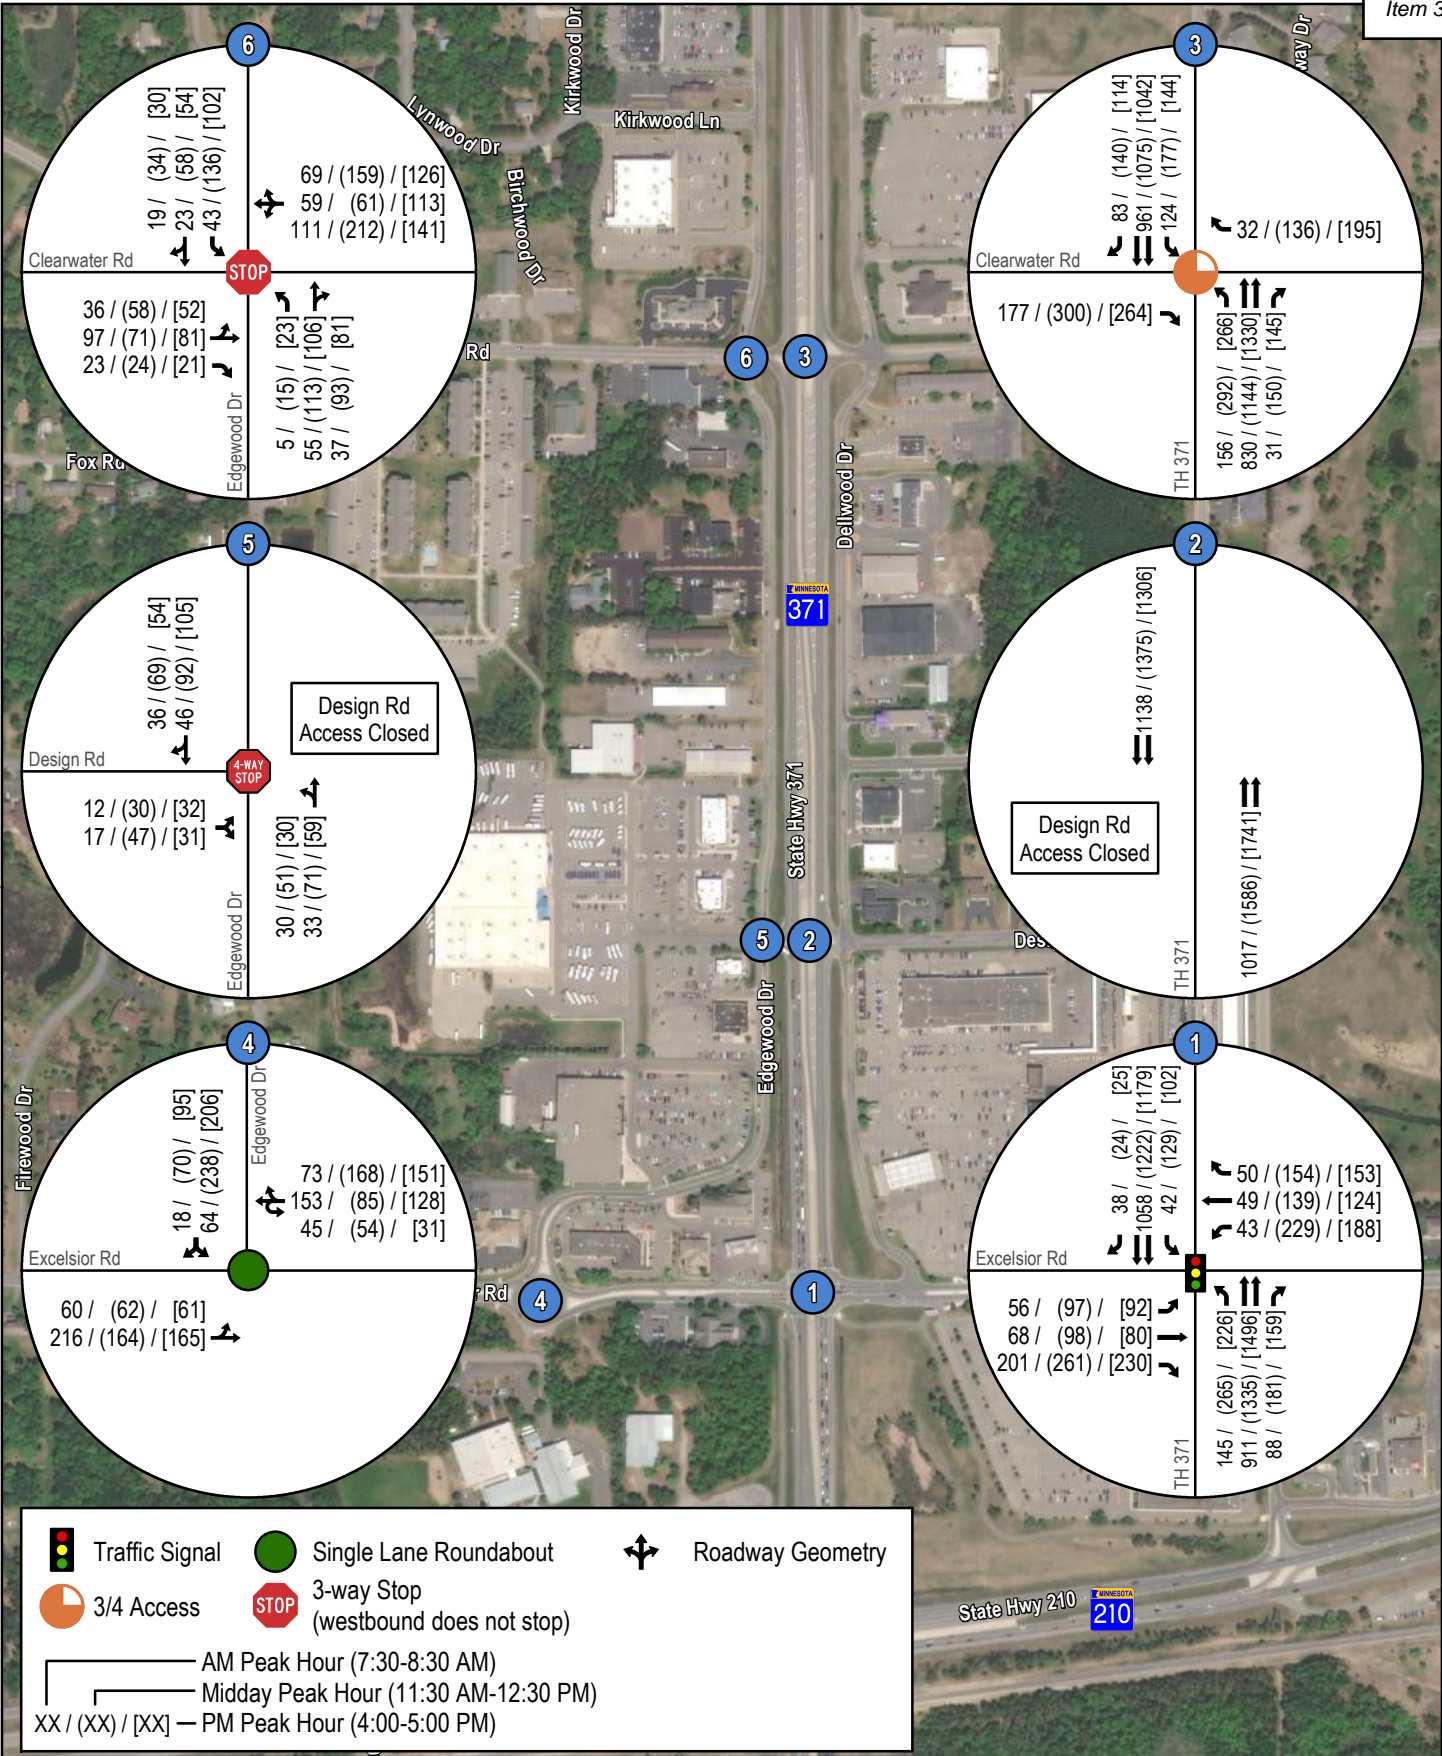 Item 3
6
19 / (34) / [30]
23 / (58) / [54]
43 / (136) / [102]
69 / (159) / [126]
59 / (61) / [113]
111 / (212) / [141]
Clearwater Rd
STOP
36 / (58) / [52]
97 / (71) / [81]
23 / (24) / [21]
5 / (15) / [23]
55 / (113) / [106]
37 / (93) / [81]
Edgewood Dr
3
83 / (140) / [114]
961 / (1075) / [1042]
124 / (177) / [144]
32 / (136) / [195]
Clearwater Rd
177 / (300) / [264]
156 / (292) / [266]
830 / (1144) / [1330]
31 / (150) / [145]
TH 371
way Dr
Kirkwood Dr
Kirkwood Ln
Lynwood Dr
Birchwood Dr
Rd
6
3
Fox Rd
Dellwood Dr
MINNESOTA
371
5
36 / (69) / [54]
46 / (92) / [105]
Design Rd
Access Closed
Design Rd
4-WAY
STOP
12 / (30) / [32]
17 / (47) / [31]
30 / (51) / [30]
33 / (71) / [59]
Edgewood Dr
2
1138 / (1375) / [1306]
Design Rd
Access Closed
1017 / (1586) / [1741]
TH 371
State Hwy 371
5
2
Des
Edgewood Dr
Firewood Dr
4
18 / (70) / [95]
64 / (238) / [206]
Edgewood Dr
73 / (168) / [151]
153 / (85) / [128]
45 / (54) / [31]
Excelsior Rd
60 / (62) / [61]
216 / (164) / [165]
r Rd
4
1
1
38 / (24) / [25]
1058 / (1222) / [1179]
42 / (129) / [102]
50 / (154) / [153]
49 / (139) / [124]
43 / (229) / [188]
Excelsior Rd
56 / (97) / [92]
68 / (98) / [80]
201 / (261) / [230]
145 / (265) / [226]
911 / (1335) / [1496]
88 / (181) / [159]
TH 371
Traffic Signal
Single Lane Roundabout
Roadway Geometry
3/4 Access
STOP
3-way Stop
(westbound does not stop)
AM Peak Hour (7:30-8:30 AM)
Midday Peak Hour (11:30 AM-12:30 PM)
XX / (XX) / [XX] PM Peak Hour (4:00-5:00 PM)
State Hwy 210
MINNESOTA
210